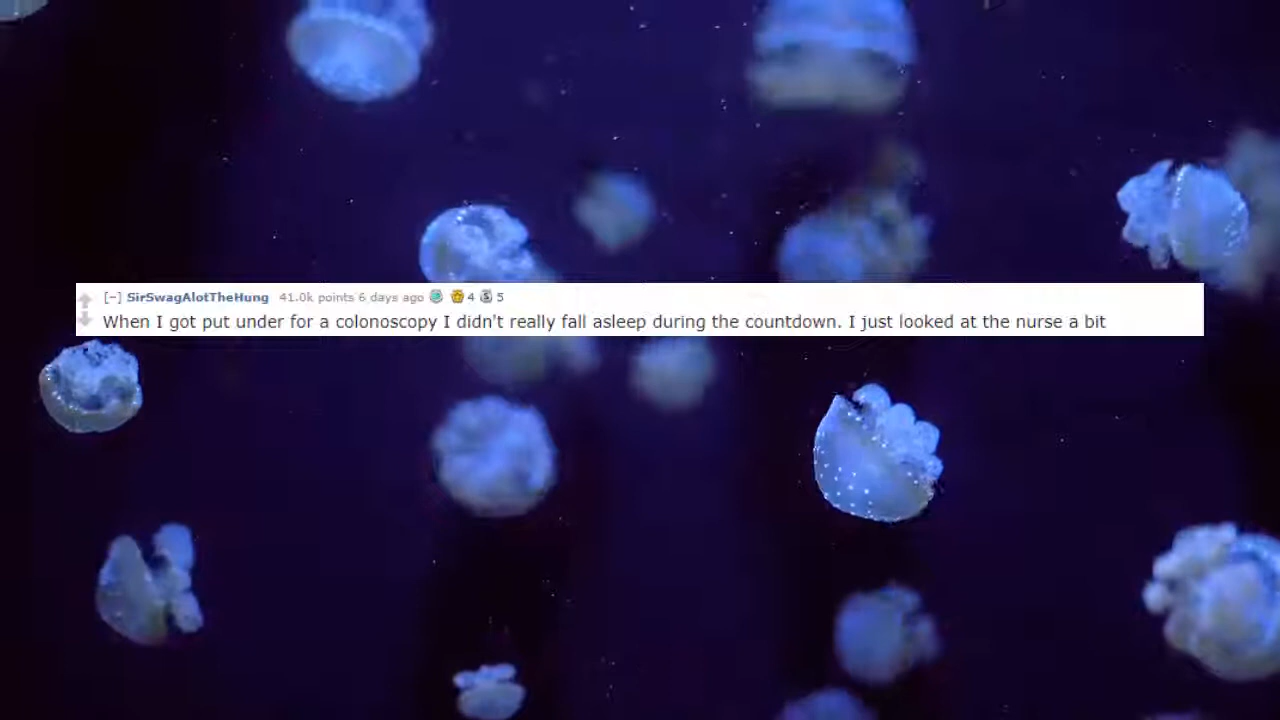 [−] SirSwagAlotTheHung 41.0k points 6 days ago 4 5
When I got put under for a colonoscopy I didn't really fall asleep during the countdown. I just looked at the nurse a bit